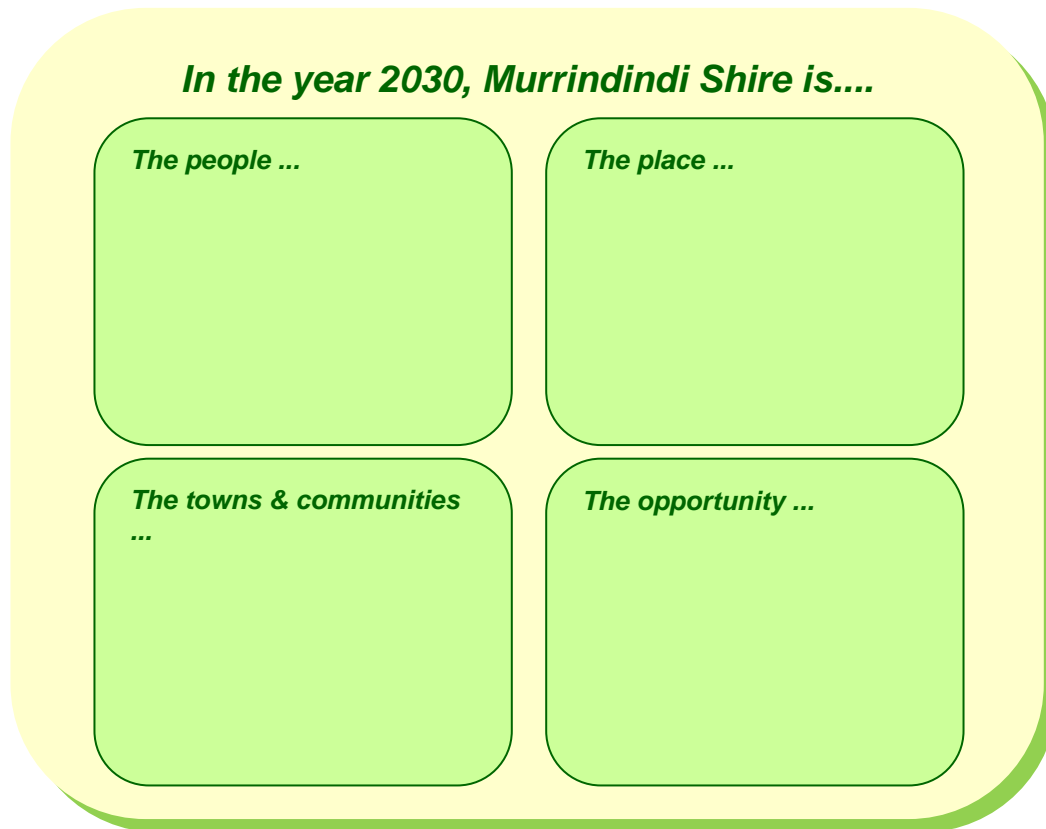 In the year 2030, Murrindindi Shire is....
The people ...
The place ...
The towns & communities
...
The opportunity ...